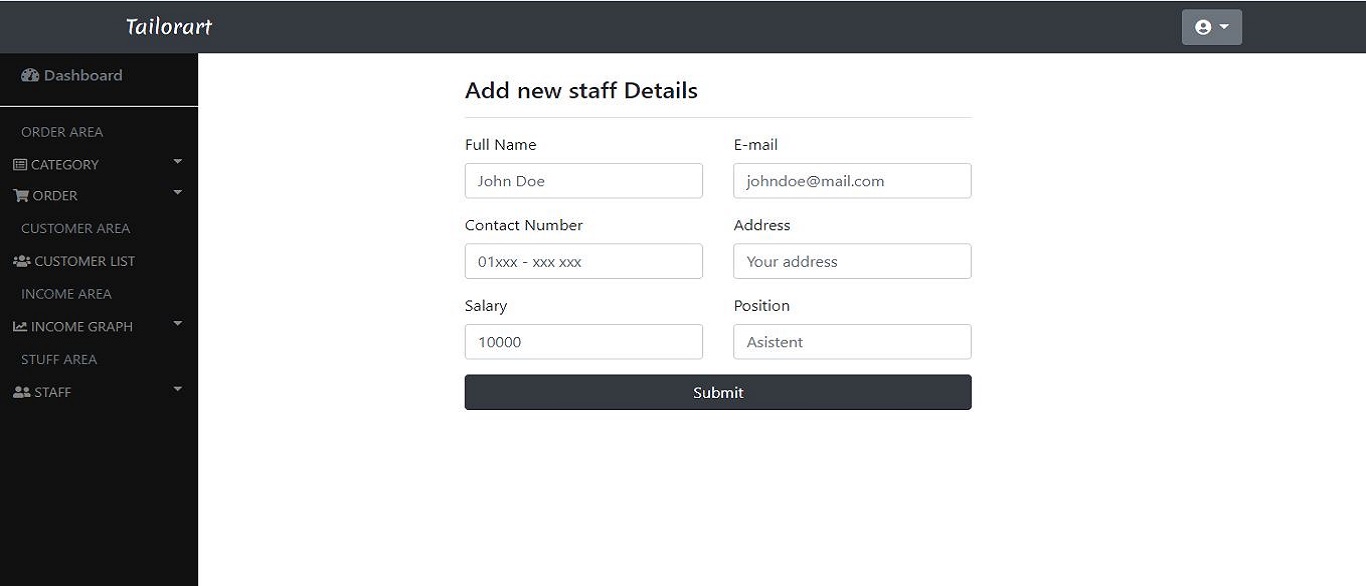 Tailorart
Dashboard
ORDER AREA
CATEGORY
ORDER
CUSTOMER AREA
CUSTOMER LIST
INCOME AREA
INCOME GRAPH
STUFF AREA
STAFF
Add new staff Details
Full Name E-mail
John Doe johndoe@mail.com
Contact Number Address
01xxx - xxx xxx Your address
Salary Position
10000 Asistent
Submit